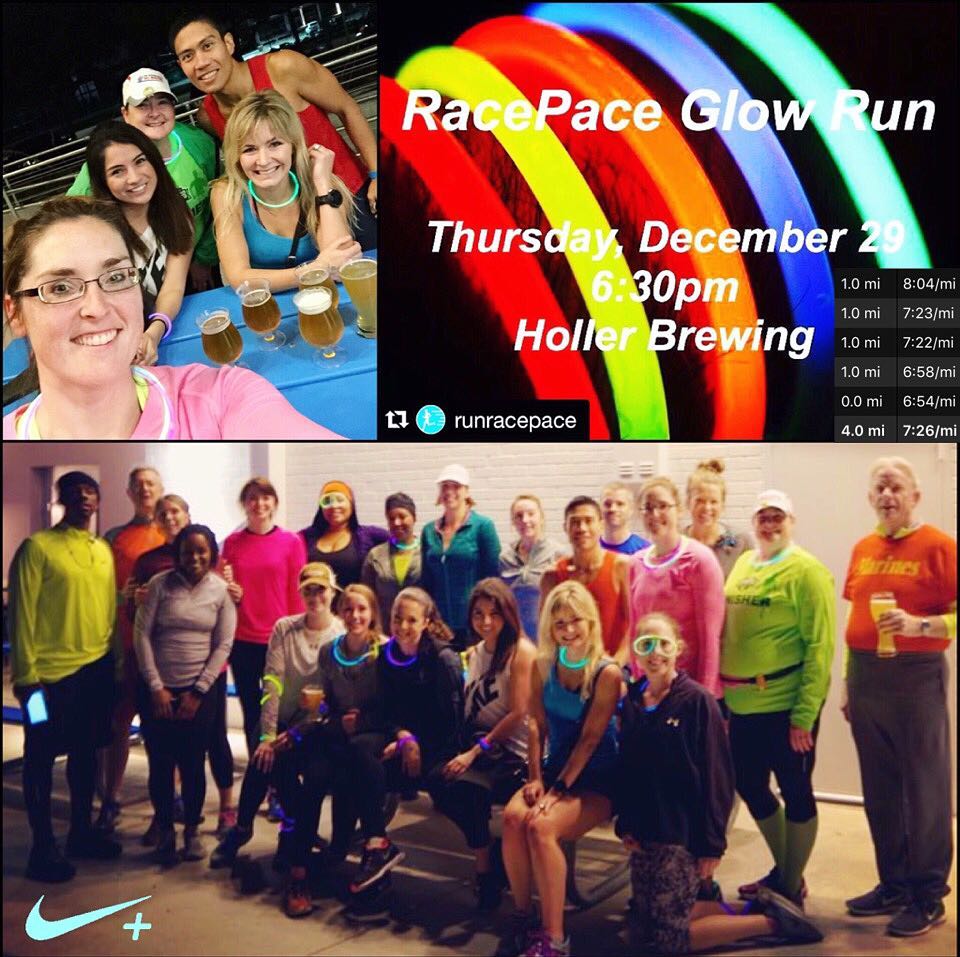 RacePace Glow Run
Thursday, December 29
6:30pm
Holler Brewing
runracepace
1.0 mi 8:04/mi
1.0 mi 7:23/mi
1.0 mi 7:22/mi
1.0 mi 6:58/mi
0.0 mi 6:54/mi
4.0 mi 7:26/mi
Marines
+